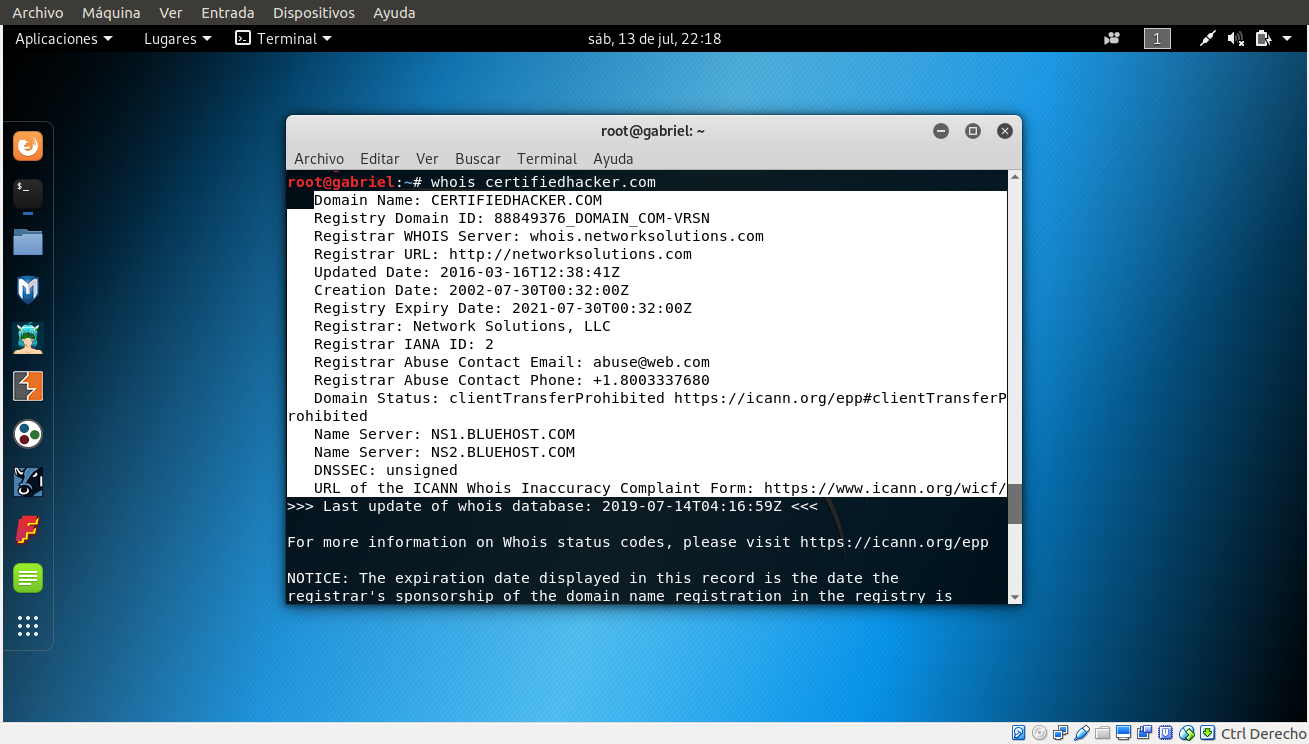 Archivo Máquina Ver Entrada Dispositivos Ayuda
Aplicaciones Lugares Terminal sáb, 13 de jul, 22:18 1
root@gabriel: ~
Archivo Editar Ver Buscar Terminal Ayuda
root@gabriel:~# whois certifiedhacker.com
Domain Name: CERTIFIEDHACKER.COM
Registry Domain ID: 88849376_DOMAIN_COM-VRSN
Registrar WHOIS Server: whois.networksolutions.com
Registrar URL: http://networksolutions.com
Updated Date: 2016-03-16T12:38:41Z
Creation Date: 2002-07-30T00:32:00Z
Registry Expiry Date: 2021-07-30T00:32:00Z
Registrar: Network Solutions, LLC
Registrar IANA ID: 2
Registrar Abuse Contact Email: abuse@web.com
Registrar Abuse Contact Phone: +1.8003337680
Domain Status: clientTransferProhibited https://icann.org/epp#clientTransferP
rohibited
Name Server: NS1.BLUEHOST.COM
Name Server: NS2.BLUEHOST.COM
DNSSEC: unsigned
URL of the ICANN Whois Inaccuracy Complaint Form: https://www.icann.org/wicf/
>>> Last update of whois database: 2019-07-14T04:16:59Z <<<
For more information on Whois status codes, please visit https://icann.org/epp
NOTICE: The expiration date displayed in this record is the date the
registrar's sponsorship of the domain name registration in the registry is
Ctrl Derecho